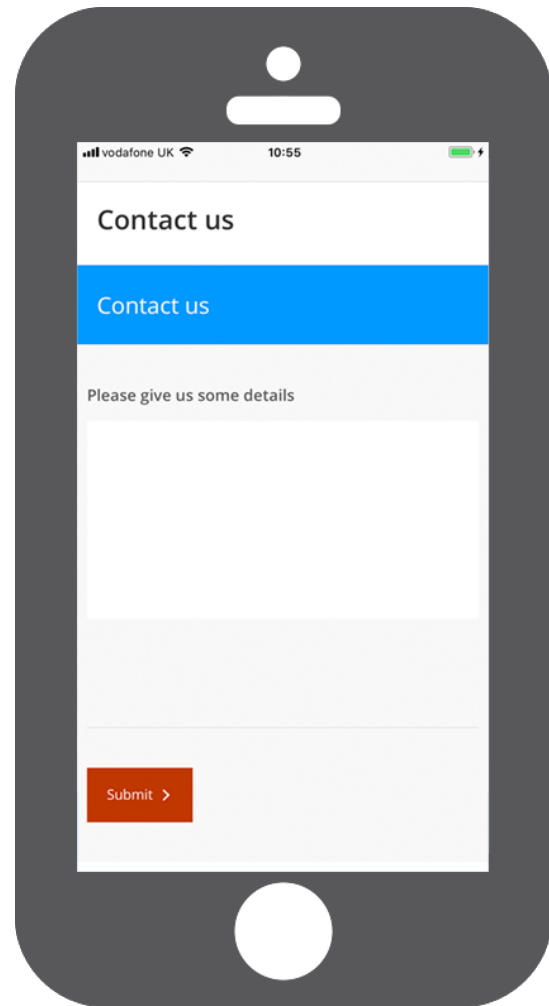 vodafone UK 10:55
Contact us
Contact us
Please give us some details
Submit